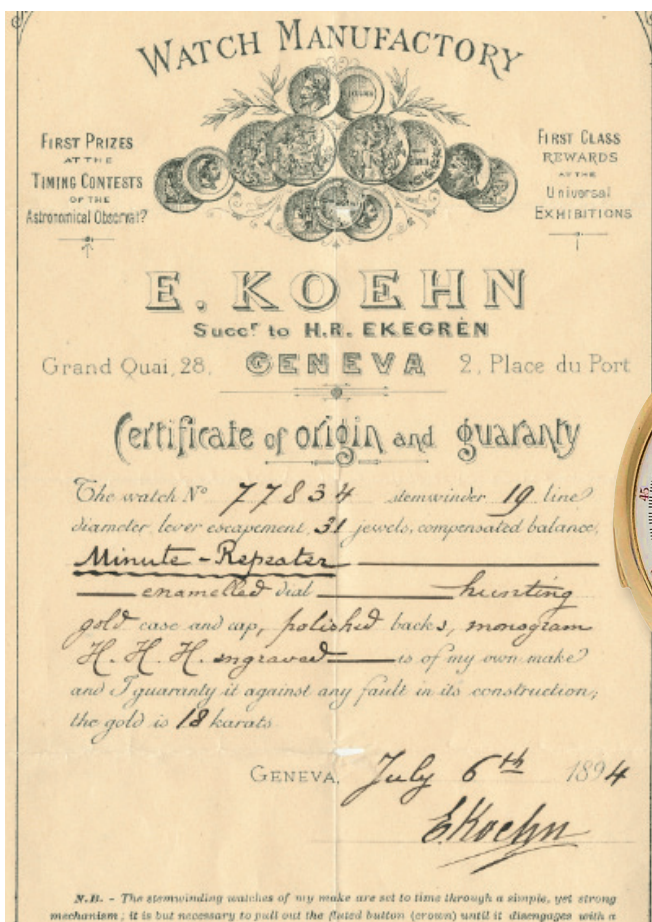 WATCH MANUFACTORY
FIRST PRIZES
AT THE
TIMING CONTESTS
OF THE
Astronomical Observat?
FIRST CLASS
REWARDS
AT THE
Universal
EXHIBITIONS
E. KOEHN
Succr to H.R. EKEGRÈN
Grand Quai, 28, GENEVA 2, Place du Port
Certificate of origin and guaranty
The watch No 77834 stemwinder 19 line
diameter, lever escapement, 31 jewels, compensated balance,
Minute-Repeater
enamelled dial hunting
gold case and cap, polished backs, monogram
H. H. H. engraved is of my own make
and I guaranty it against any fault in its construction;
the gold is 18 karats
GENEVA, July 6th 1894
EKoehn
N.B. - The stemwinding watches of my make are set to time through a simple, yet strong
mechanism; it is but necessary to pull out the fluted button (crown) until it disengages with a
45